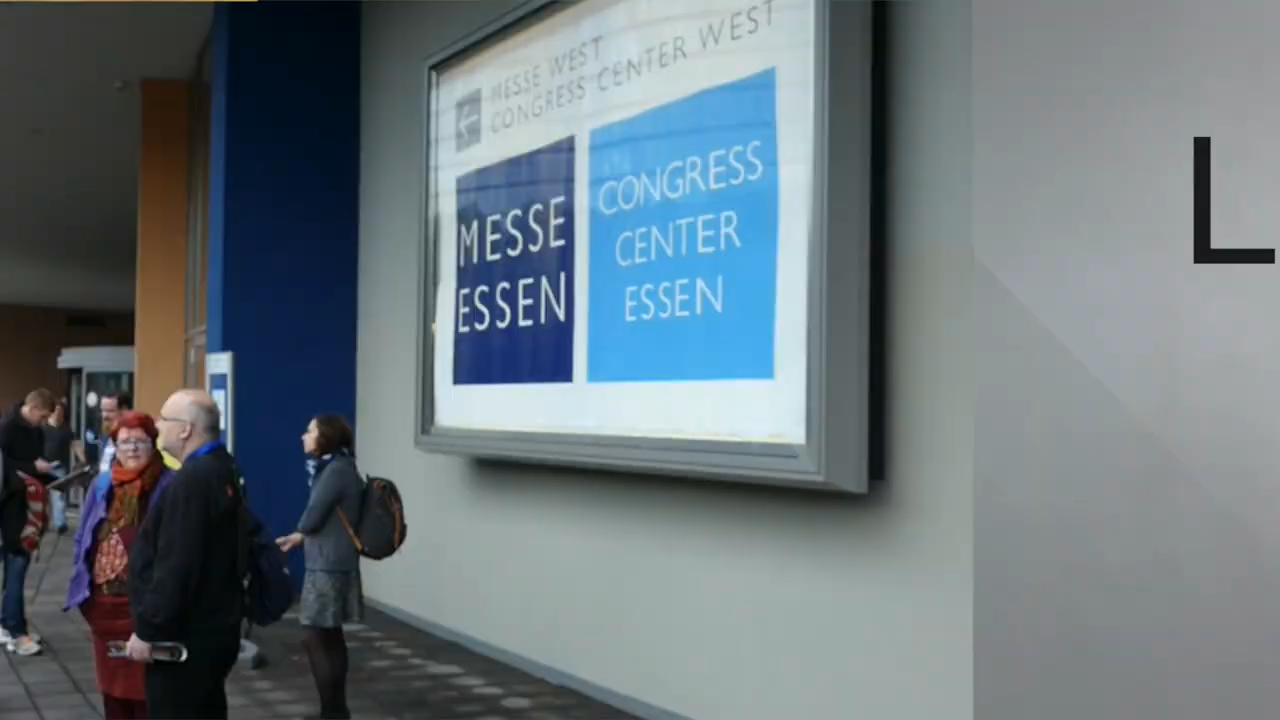 MESSE WEST
CONGRESS CENTER WEST
MESSE
ESSEN
CONGRESS
CENTER
ESSEN
L